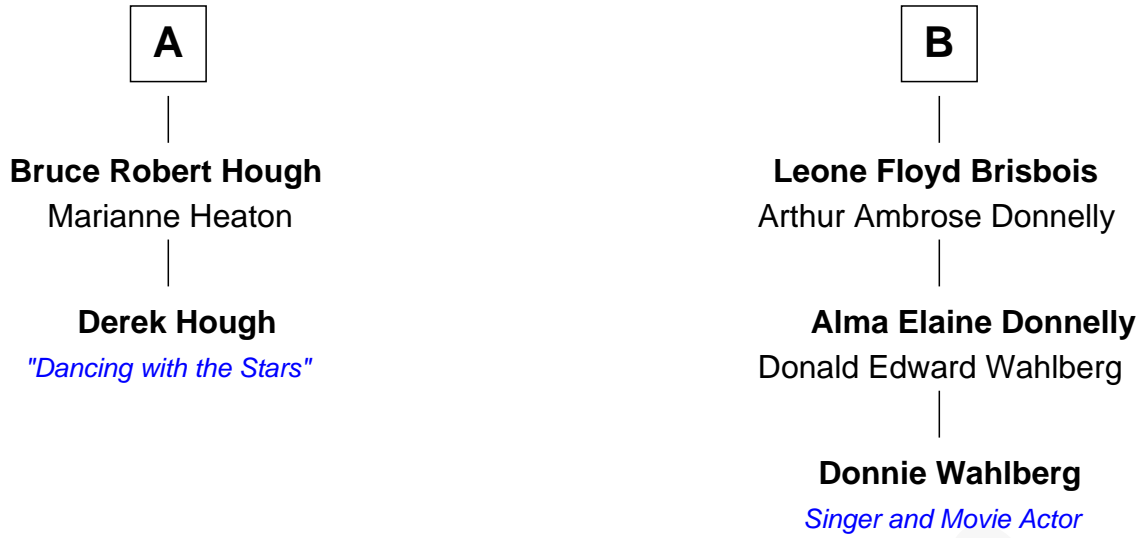 A
Bruce Robert Hough
Marianne Heaton
Derek Hough
"Dancing with the Stars"
B
Leone Floyd Brisbois
Arthur Ambrose Donnelly
Alma Elaine Donnelly
Donald Edward Wahlberg
Donnie Wahlberg
Singer and Movie Actor